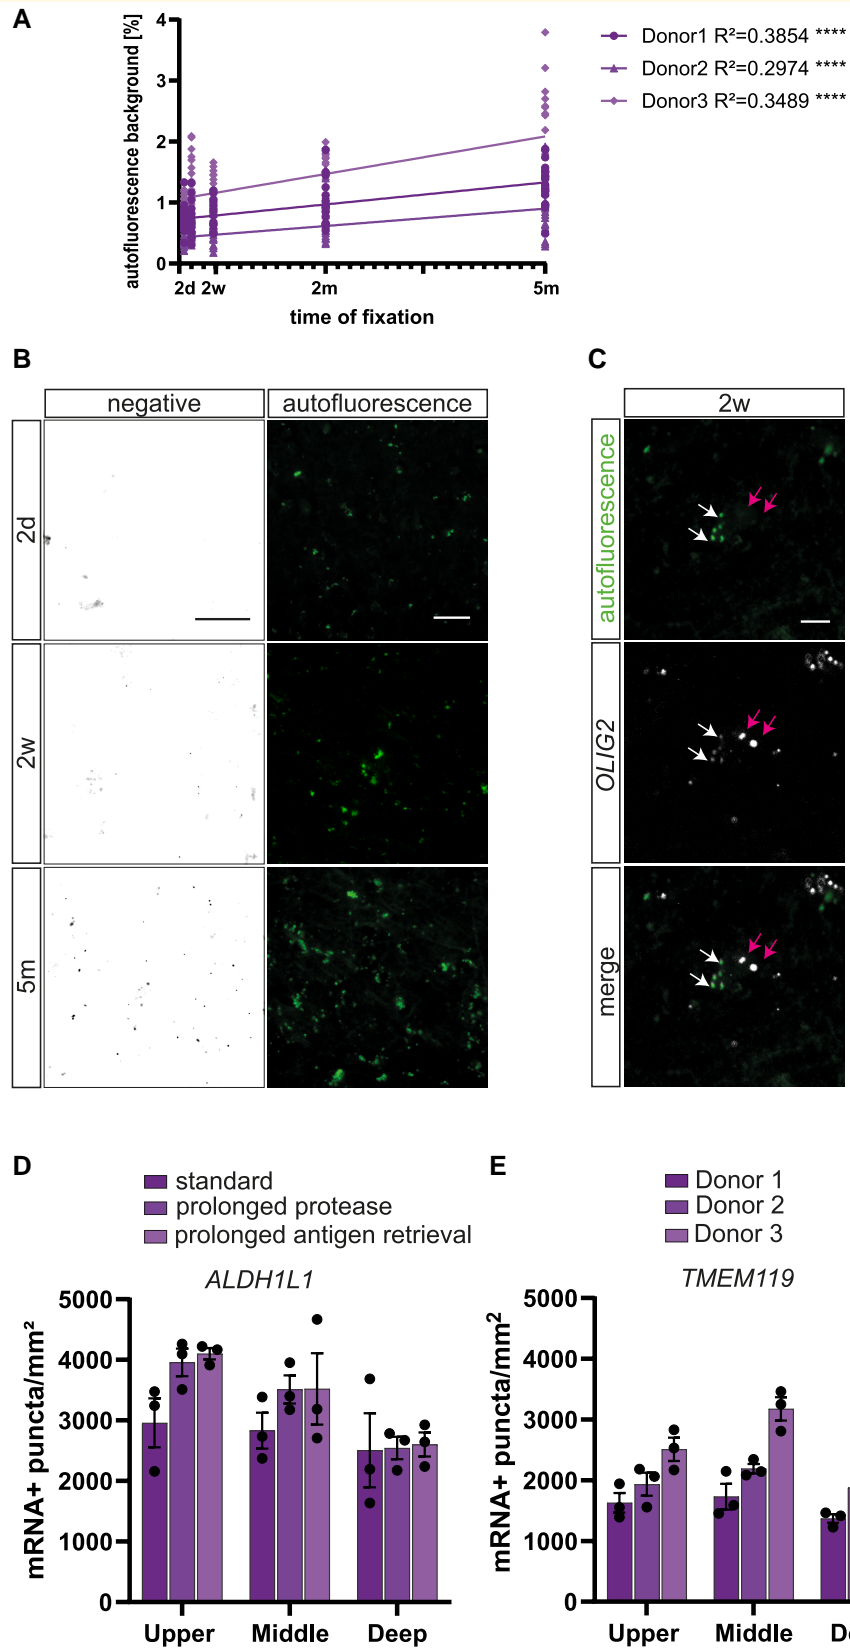 A
autofluorescence background [%]
4
3
2
1
0
2d 2w 2m 5m
time of fixation
Donor1 R²=0.3854 ****
Donor2 R²=0.2974 ****
Donor3 R²=0.3489 ****
B
negative autofluorescence
2d
2w
5m
C
2w
autofluorescence
OLIG2
merge
D
standard
prolonged protease
prolonged antigen retrieval
ALDH1L1
mRNA+ puncta/mm²
5000
4000
3000
2000
1000
0
Upper Middle Deep
E
Donor 1
Donor 2
Donor 3
TMEM119
mRNA+ puncta/mm²
5000
4000
3000
2000
1000
0
Upper Middle